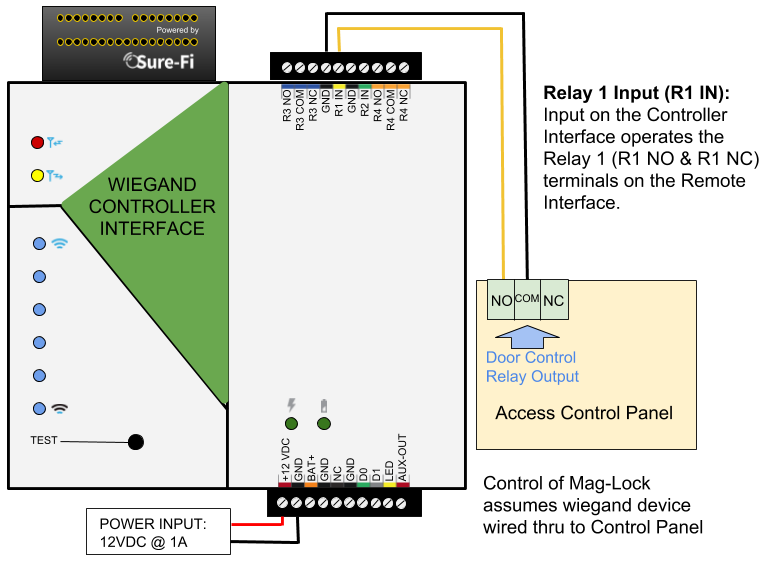 Powered by
Sure-Fi
R3 NO
R3 COM
R3 NC
GND
R1 IN
GND
R2 IN
R4 NO
R4 COM
R4 NC
Relay 1 Input (R1 IN):
Input on the Controller
Interface operates the
Relay 1 (R1 NO & R1 NC)
terminals on the Remote
Interface.
WIEGAND
CONTROLLER
INTERFACE
NO
COM
NC
Door Control
Relay Output
Access Control Panel
TEST
+12 VDC
GND
BAT+
GND
NC
GND
D0
D1
LED
AUX-OUT
Control of Mag-Lock
assumes wiegand device
wired thru to Control Panel
POWER INPUT:
12VDC @ 1A